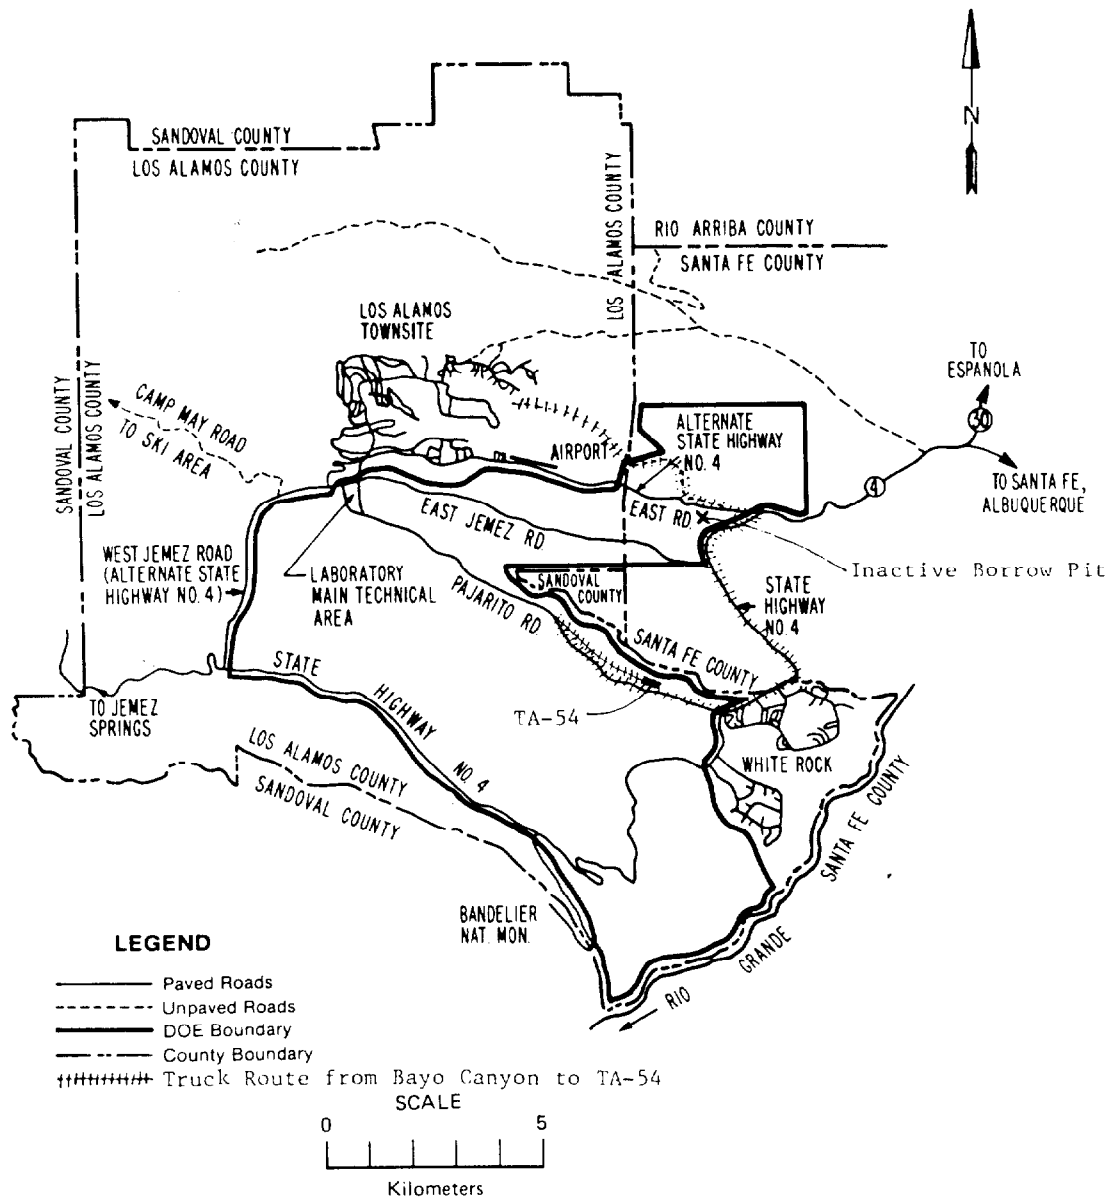 N
SANDOVAL COUNTY
LOS ALAMOS COUNTY
LOS ALAMOS COUNTY
RIO ARRIBA COUNTY
SANTA FE COUNTY
LOS ALAMOS
TOWNSITE
TO
ESPANOLA
30
SANDOVAL COUNTY
LOS ALAMOS COUNTY
CAMP MAY ROAD
TO SKI AREA
ALTERNATE
STATE HIGHWAY
NO. 4
AIRPORT
TO SANTA FE,
ALBUQUERQUE
4
EAST RD.
EAST JEMEZ RD.
WEST JEMEZ ROAD
(ALTERNATE STATE
HIGHWAY NO. 4)
LABORATORY
MAIN TECHNICAL
AREA
PAJARITO RD.
SANDOVAL
COUNTY
Inactive Borrow Pit
STATE
HIGHWAY
NO. 4
SANTA FE COUNTY
STATE
HIGHWAY
NO. 4
TO JEMEZ
SPRINGS
TA-54
LOS ALAMOS COUNTY
SANDOVAL COUNTY
WHITE ROCK
SANTA FE COUNTY
BANDELIER
NAT. MON.
RIO
GRANDE
LEGEND
Paved Roads
Unpaved Roads
DOE Boundary
County Boundary
Truck Route from Bayo Canyon to TA-54
SCALE
0 5
Kilometers